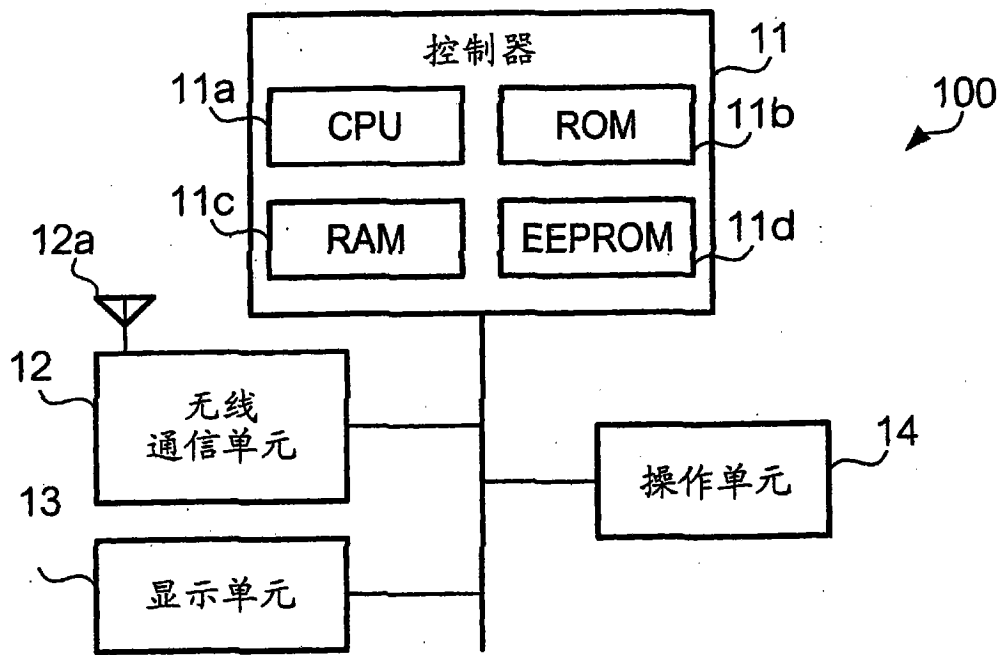 控制器
11
100
11a
CPU
ROM
11b
11c
RAM
EEPROM
11d
12a
12
无线
通信单元
14
操作单元
13
显示单元